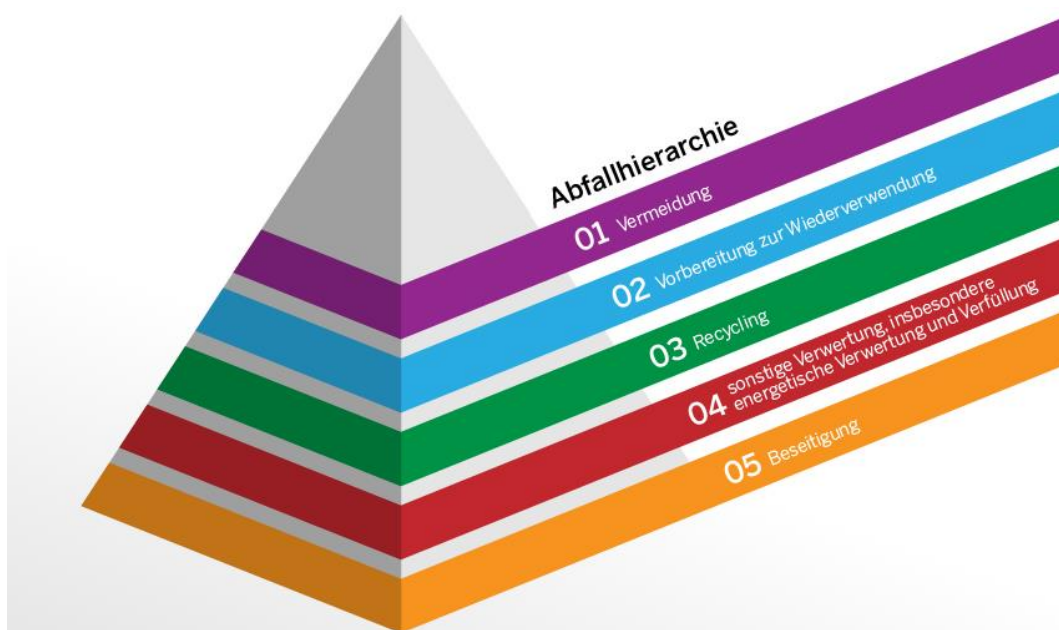 Abfallhierarchie
01 Vermeidung
02 Vorbereitung zur Wiederverwendung
03 Recycling
04 sonstige Verwertung, insbesondere
energetische Verwertung und Verfüllung
05 Beseitigung